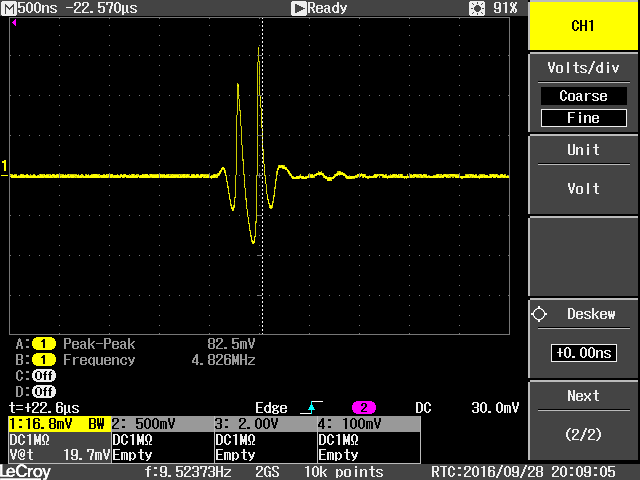 M 500ns -22.570µs Ready 91%
CH1
Volts/div
Coarse
Fine
1
Unit
Volt
Deskew
+0.00ns
A: 1 Peak-Peak 82.5mV
B: 1 Frequency 4.826MHz
C: Off
D: Off
Next
(2/2)
t=+22.6µs Edge 2 DC 30.0mV
1:16.8mV BW 2: 500mV 3: 2.00V 4: 100mV
DC1MΩ DC1MΩ DC1MΩ DC1MΩ
V@t 19.7mV Empty Empty Empty
LeCroy f:9.52373Hz 2GS 10k points RTC:2016/09/28 20:09:05